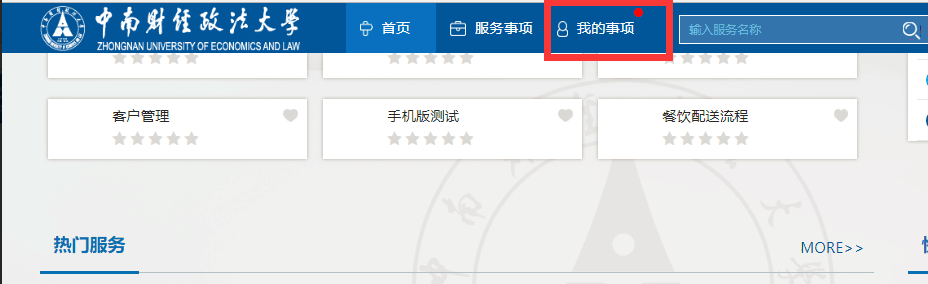 中南财经政法大学
ZHONGNAN UNIVERSITY OF ECONOMICS AND LAW
首页 服务事项 我的事项 输入服务名称
客户管理 手机版测试 餐饮配送流程
热门服务 MORE>>